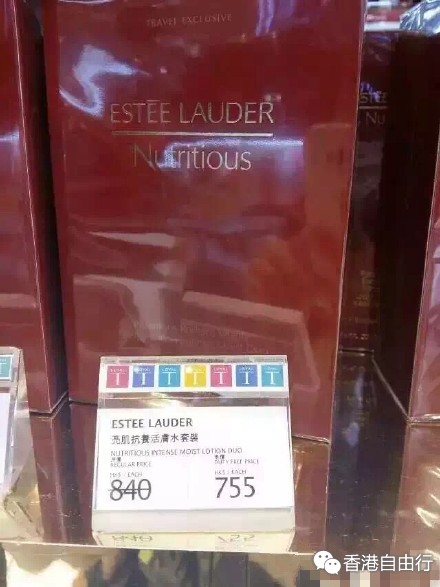 TRAVEL EXCLUSIVE
ESTEE LAUDER
Nutritious
ESTEE
Nu
T T T T T T T
ESTEE LAUDER
亮肌抗養活膚水套裝
NUTRITIOUS INTENSE MOIST LOTION DUO
原價 免稅價
REGULAR PRICE DUTY FREE PRICE
HK$ / EACH HK$ / EACH
840 755
香港自由行